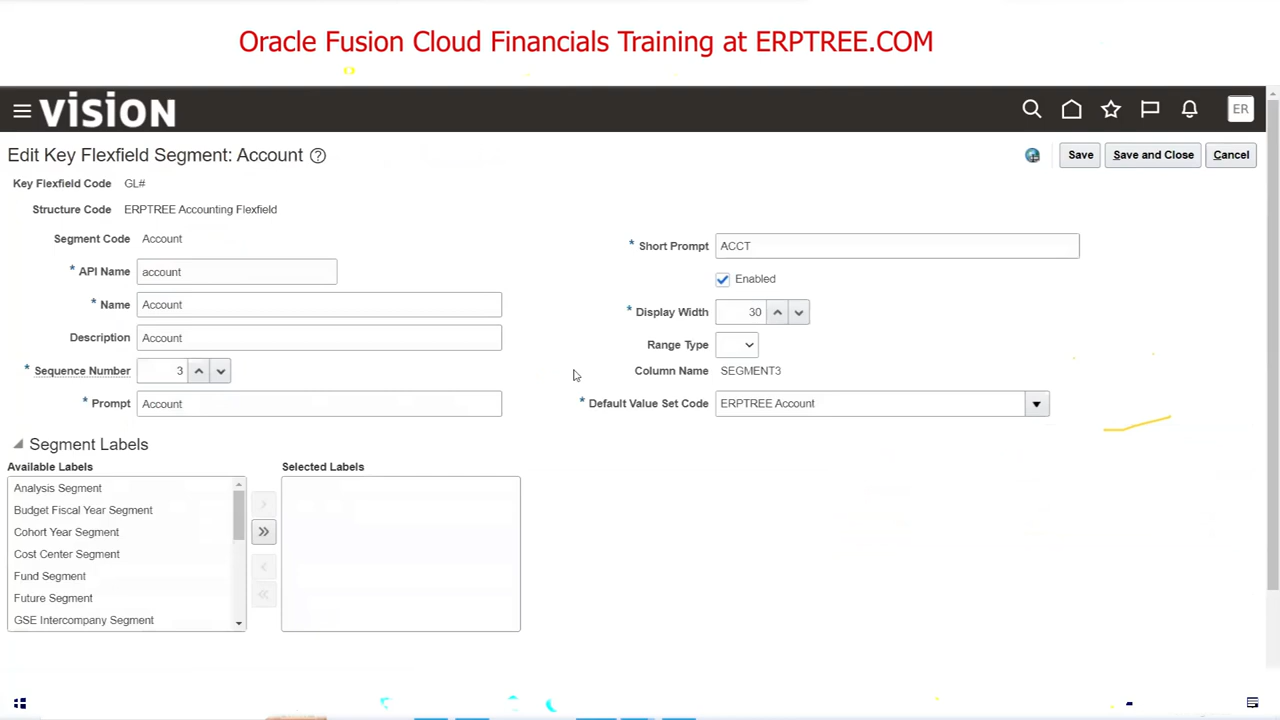 Oracle Fusion Cloud Financials Training at ERPTREE.COM
vision
ER
Edit Key Flexfield Segment: Account
Save
Save and Close
Cancel
Key Flexfield Code GL#
Structure Code ERPTREE Accounting Flexfield
Segment Code Account
* API Name account
* Name Account
Description Account
* Sequence Number 3
* Prompt Account
* Short Prompt ACCT
Enabled
* Display Width 30
Range Type
Column Name SEGMENT3
* Default Value Set Code ERPTREE Account
Segment Labels
Available Labels
Analysis Segment
Budget Fiscal Year Segment
Cohort Year Segment
Cost Center Segment
Fund Segment
Future Segment
GSE Intercompany Segment
Selected Labels